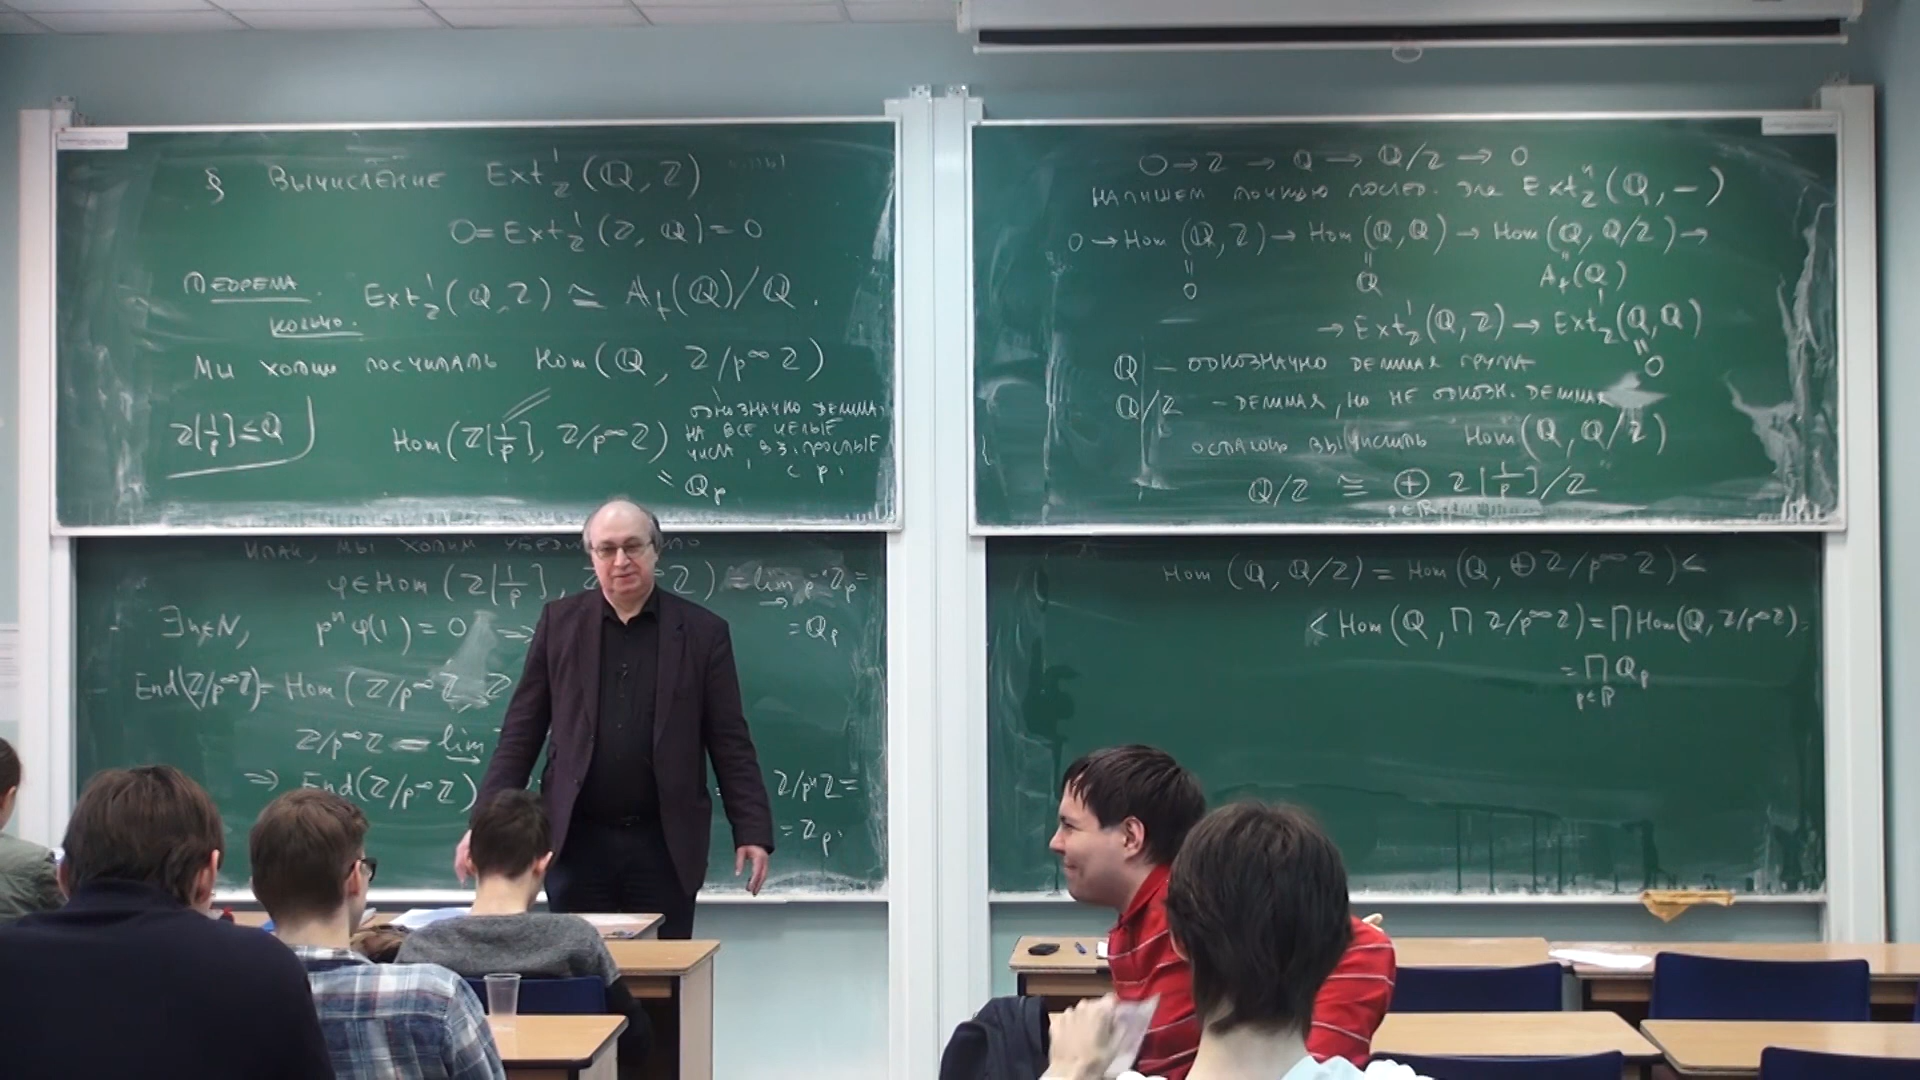 § Вычисление Ext¹_Z (Q, Z)
0 = Ext¹_Z (Z, Q) = 0
Теорема. Ext¹_Z (Q, Z) ≅ A_f(Q)/Q.
кольцо.
Мы хотим посчитать Hom (Q, Z/p^∞ Z)
Z[1/p] ≤ Q
Hom (Z[1/p], Z/p^∞ Z)
однозначно делима
на все целые
числа, вз. простые
с p.
= Q_p
Итак, мы хотим
φ ∈ Hom (Z[1/p],
= Q_p
∃ n ∈ N, p^n φ(1) = 0 ⇒
End(Z/p^∞ Z) = Hom (Z/p^∞ Z,
Z/p^∞ Z = lim→
⇒ End(Z/p^∞ Z)
Z/p^n Z =
= Z_p.
0 → Z → Q → Q/Z → 0
Напишем точную послед. для Ext^n_Z (Q, –)
0 → Hom (Q, Z) → Hom (Q, Q) → Hom (Q, Q/Z) →
= 0
= Q
= A_f(Q)
→ Ext¹_Z (Q, Z) → Ext¹_Z (Q, Q)
= 0
Q – однозначно делимая группа
Q/Z – делимая, но не однозн. делимая
осталось вычислить Hom (Q, Q/Z)
Q/Z ≅ ⊕ Z[1/p]/Z
Hom (Q, Q/Z) = Hom (Q, ⊕ Z/p^∞ Z) ≤
≤ Hom (Q, ∏ Z/p^∞ Z) = ∏ Hom (Q, Z/p^∞ Z) =
= ∏ Q_p
p∈P